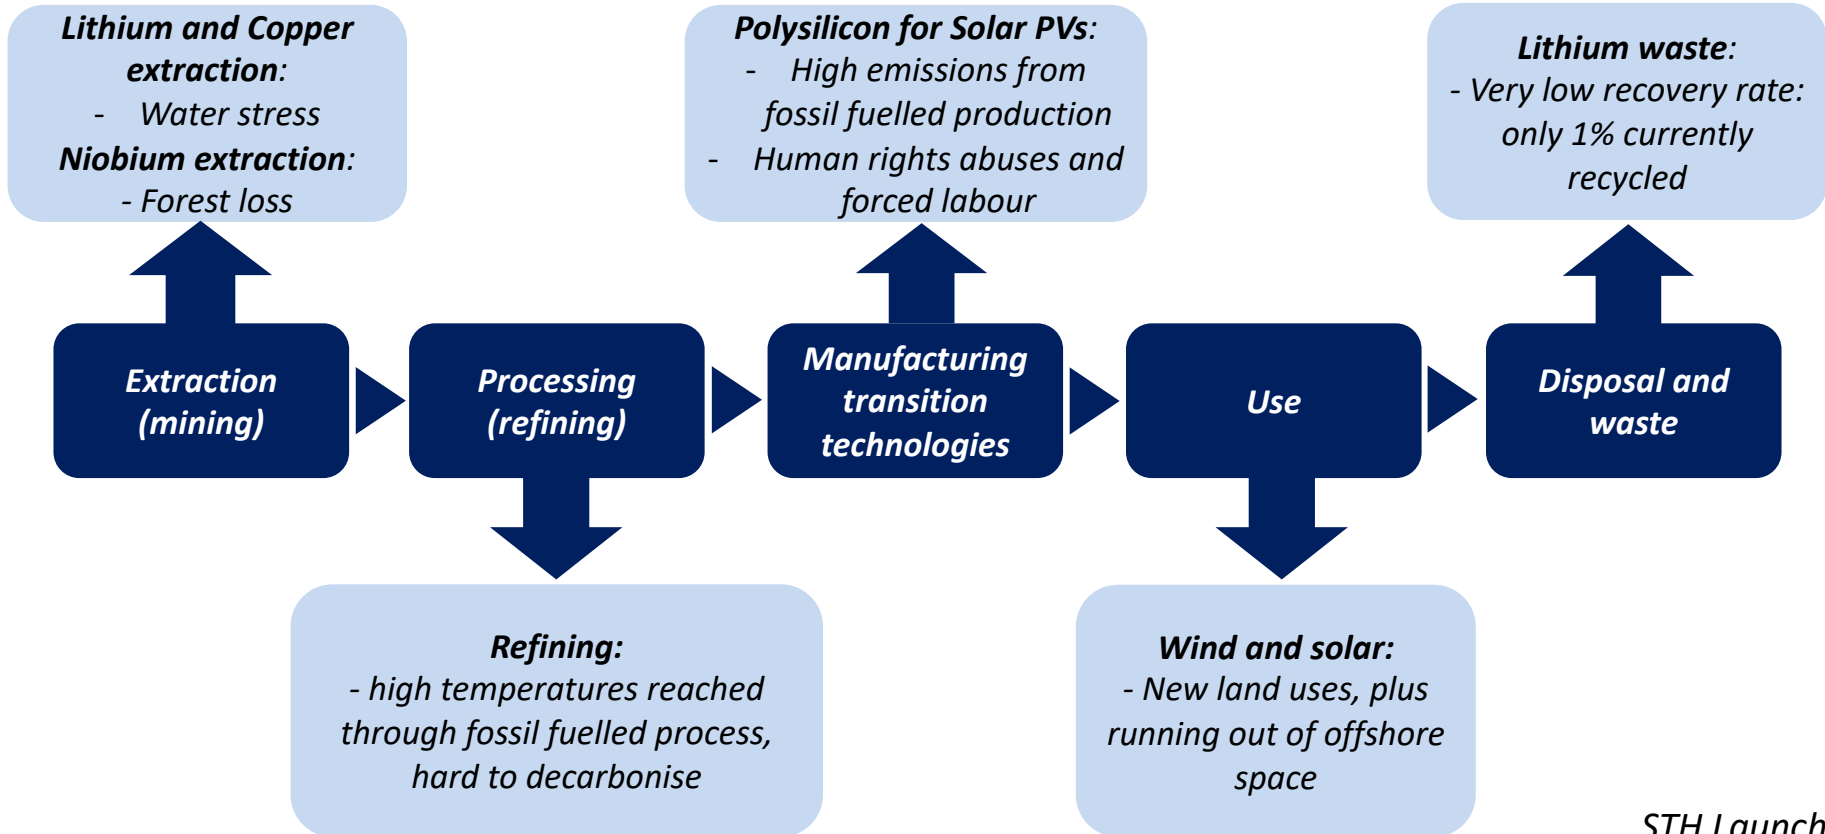 Lithium and Copper
extraction:
- Water stress
Niobium extraction:
- Forest loss
Polysilicon for Solar PVs:
- High emissions from
fossil fuelled production
- Human rights abuses and
forced labour
Lithium waste:
- Very low recovery rate:
only 1% currently
recycled
Extraction
(mining)
Processing
(refining)
Manufacturing
transition
technologies
Use
Disposal and
waste
Refining:
- high temperatures reached
through fossil fuelled process,
hard to decarbonise
Wind and solar:
- New land uses, plus
running out of offshore
space
STH Launch